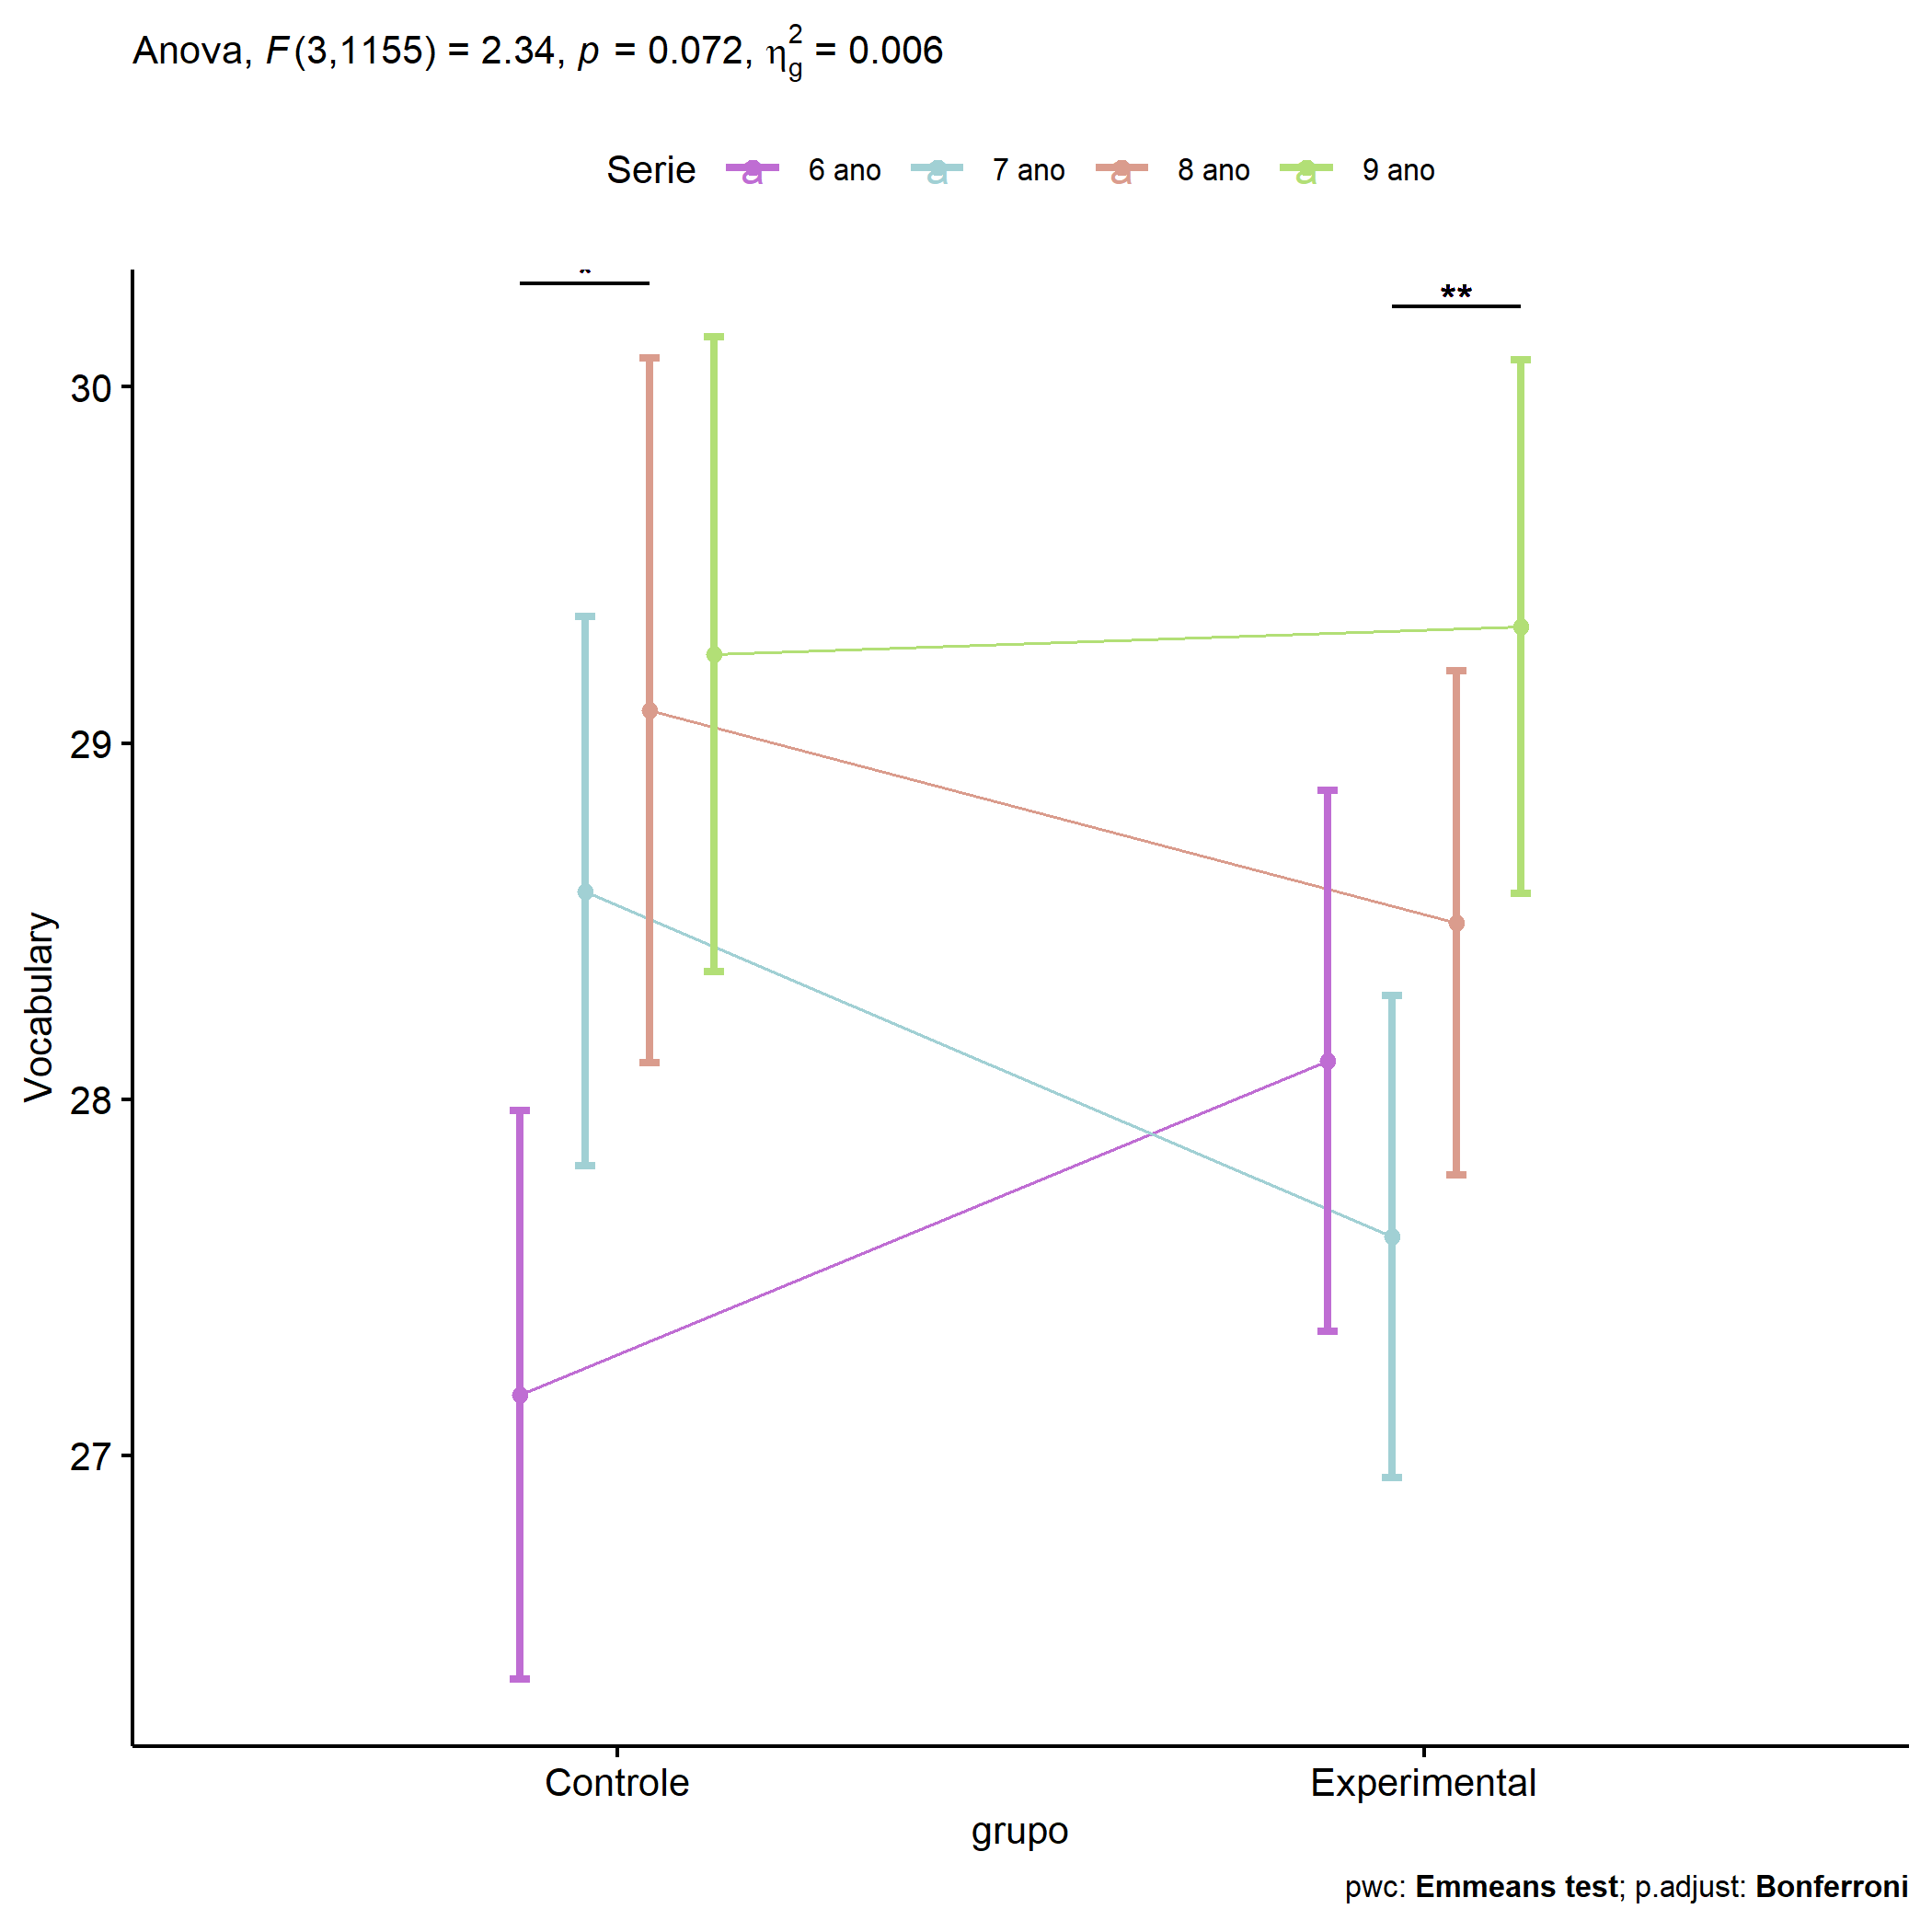 Anova, F(3,1155) = 2.34, p = 0.072, η²g = 0.006
Serie a 6 ano a 7 ano a 8 ano a 9 ano
* **
30
29
28
27
Vocabulary
Controle Experimental
grupo
pwc: Emmeans test; p.adjust: Bonferroni